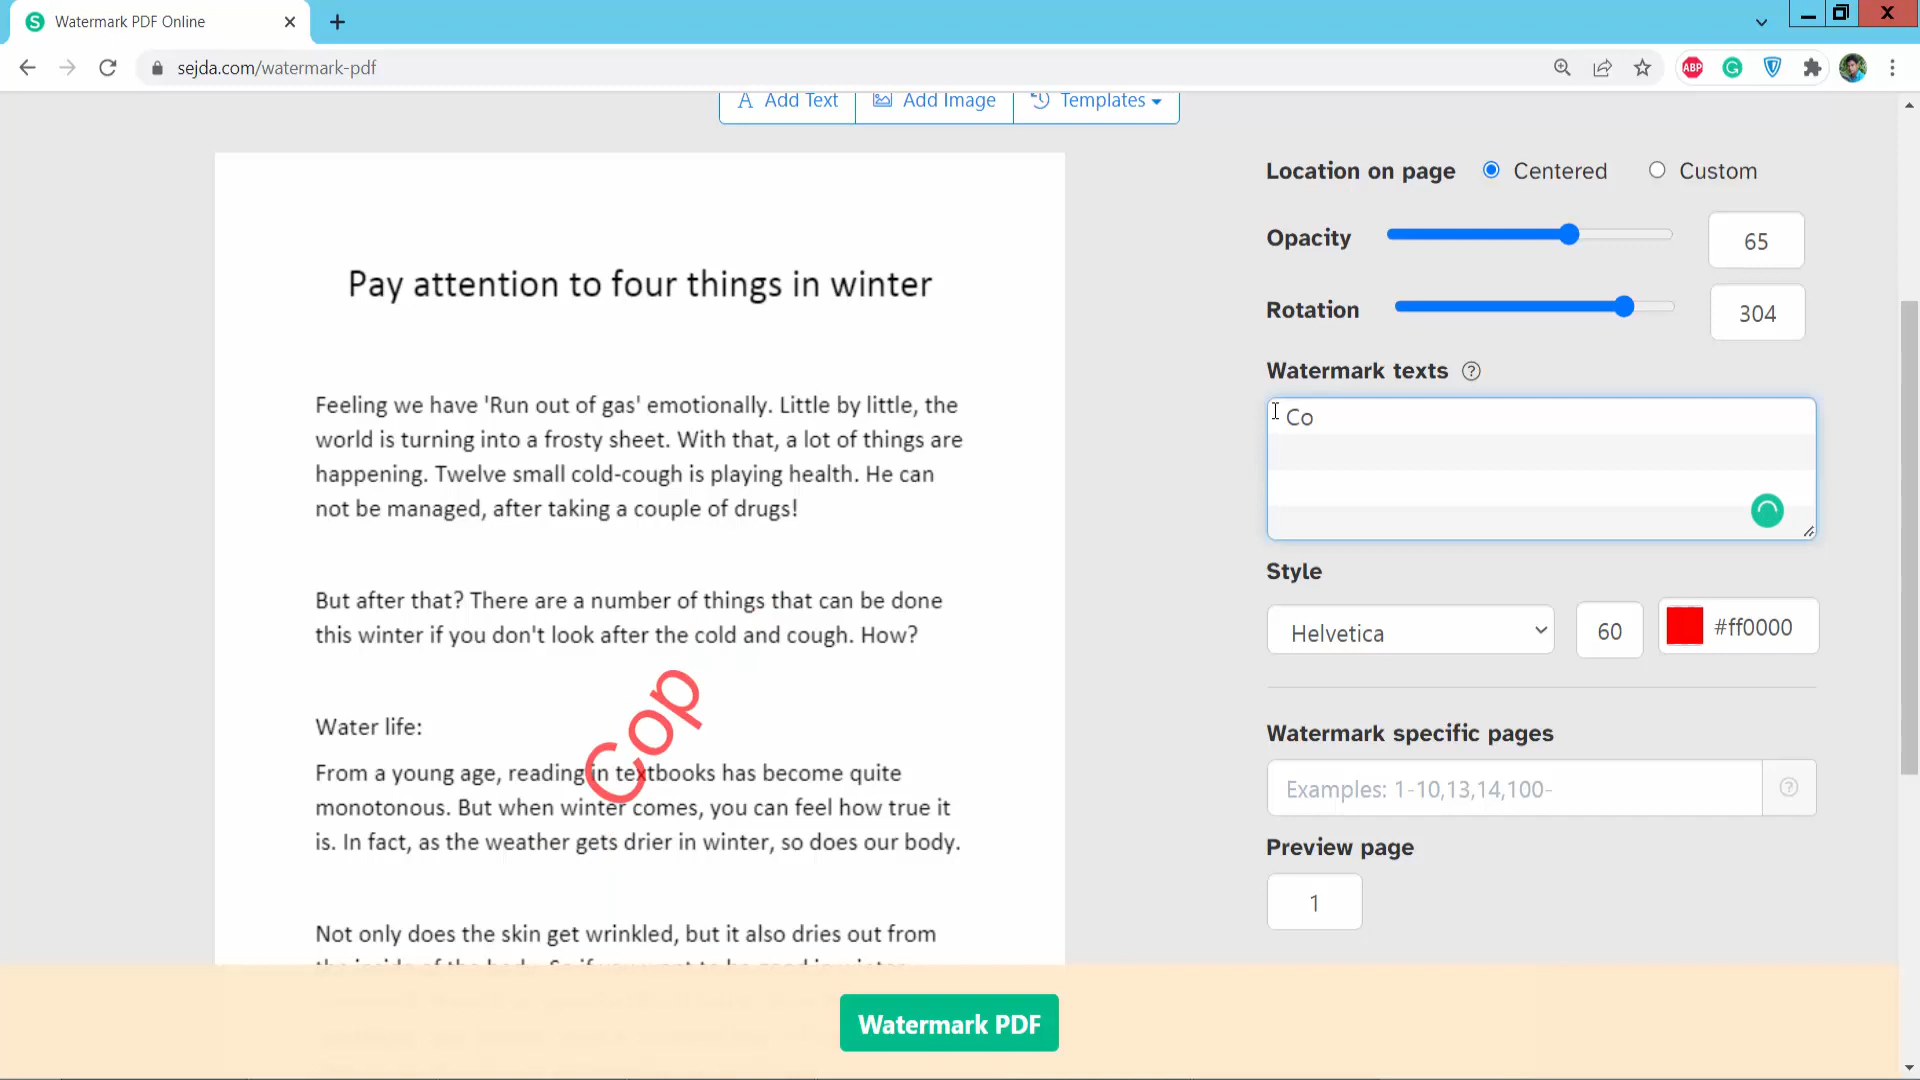 Watermark PDF Online
sejda.com/watermark-pdf
ABP
Add Text
Add Image
Templates
Location on page
Centered
Custom
Opacity
65
Rotation
304
Watermark texts
Co
Style
Helvetica
60
#ff0000
Watermark specific pages
Examples: 1-10,13,14,100-
Preview page
1
Pay attention to four things in winter
Feeling we have 'Run out of gas' emotionally. Little by little, the
world is turning into a frosty sheet. With that, a lot of things are
happening. Twelve small cold-cough is playing health. He can
not be managed, after taking a couple of drugs!
But after that? There are a number of things that can be done
this winter if you don't look after the cold and cough. How?
Cop
Water life:
From a young age, reading in textbooks has become quite
monotonous. But when winter comes, you can feel how true it
is. In fact, as the weather gets drier in winter, so does our body.
Not only does the skin get wrinkled, but it also dries out from
Watermark PDF